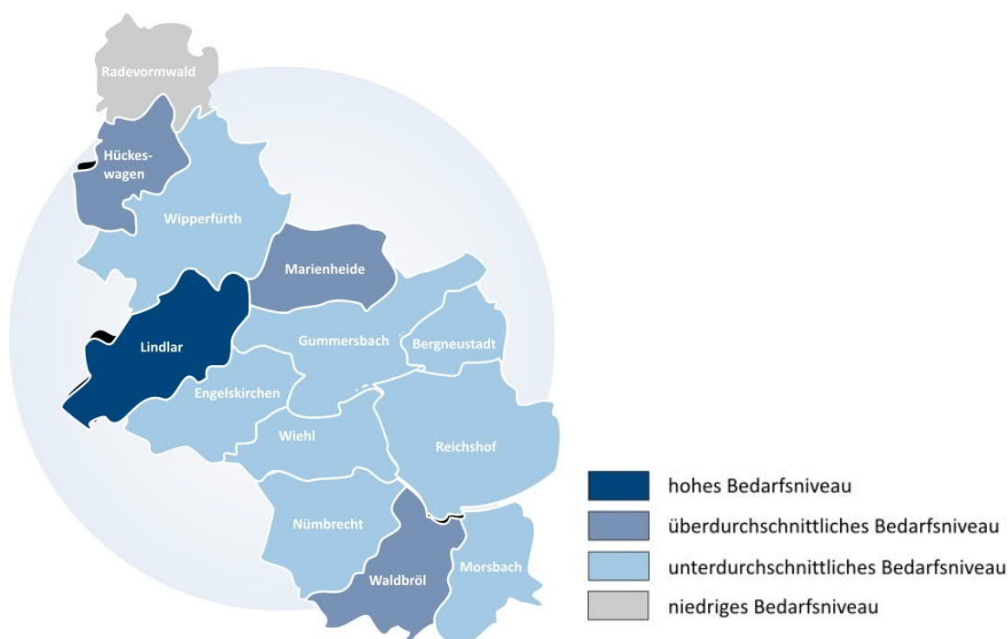 Radevormwald
Hückes-
wagen
Wipperfürth
Marienheide
Lindlar
Gummersbach
Bergneustadt
Engelskirchen
Wiehl
Reichshof
Nümbrecht
Waldbröl
Morsbach
hohes Bedarfsniveau
überdurchschnittliches Bedarfsniveau
unterdurchschnittliches Bedarfsniveau
niedriges Bedarfsniveau